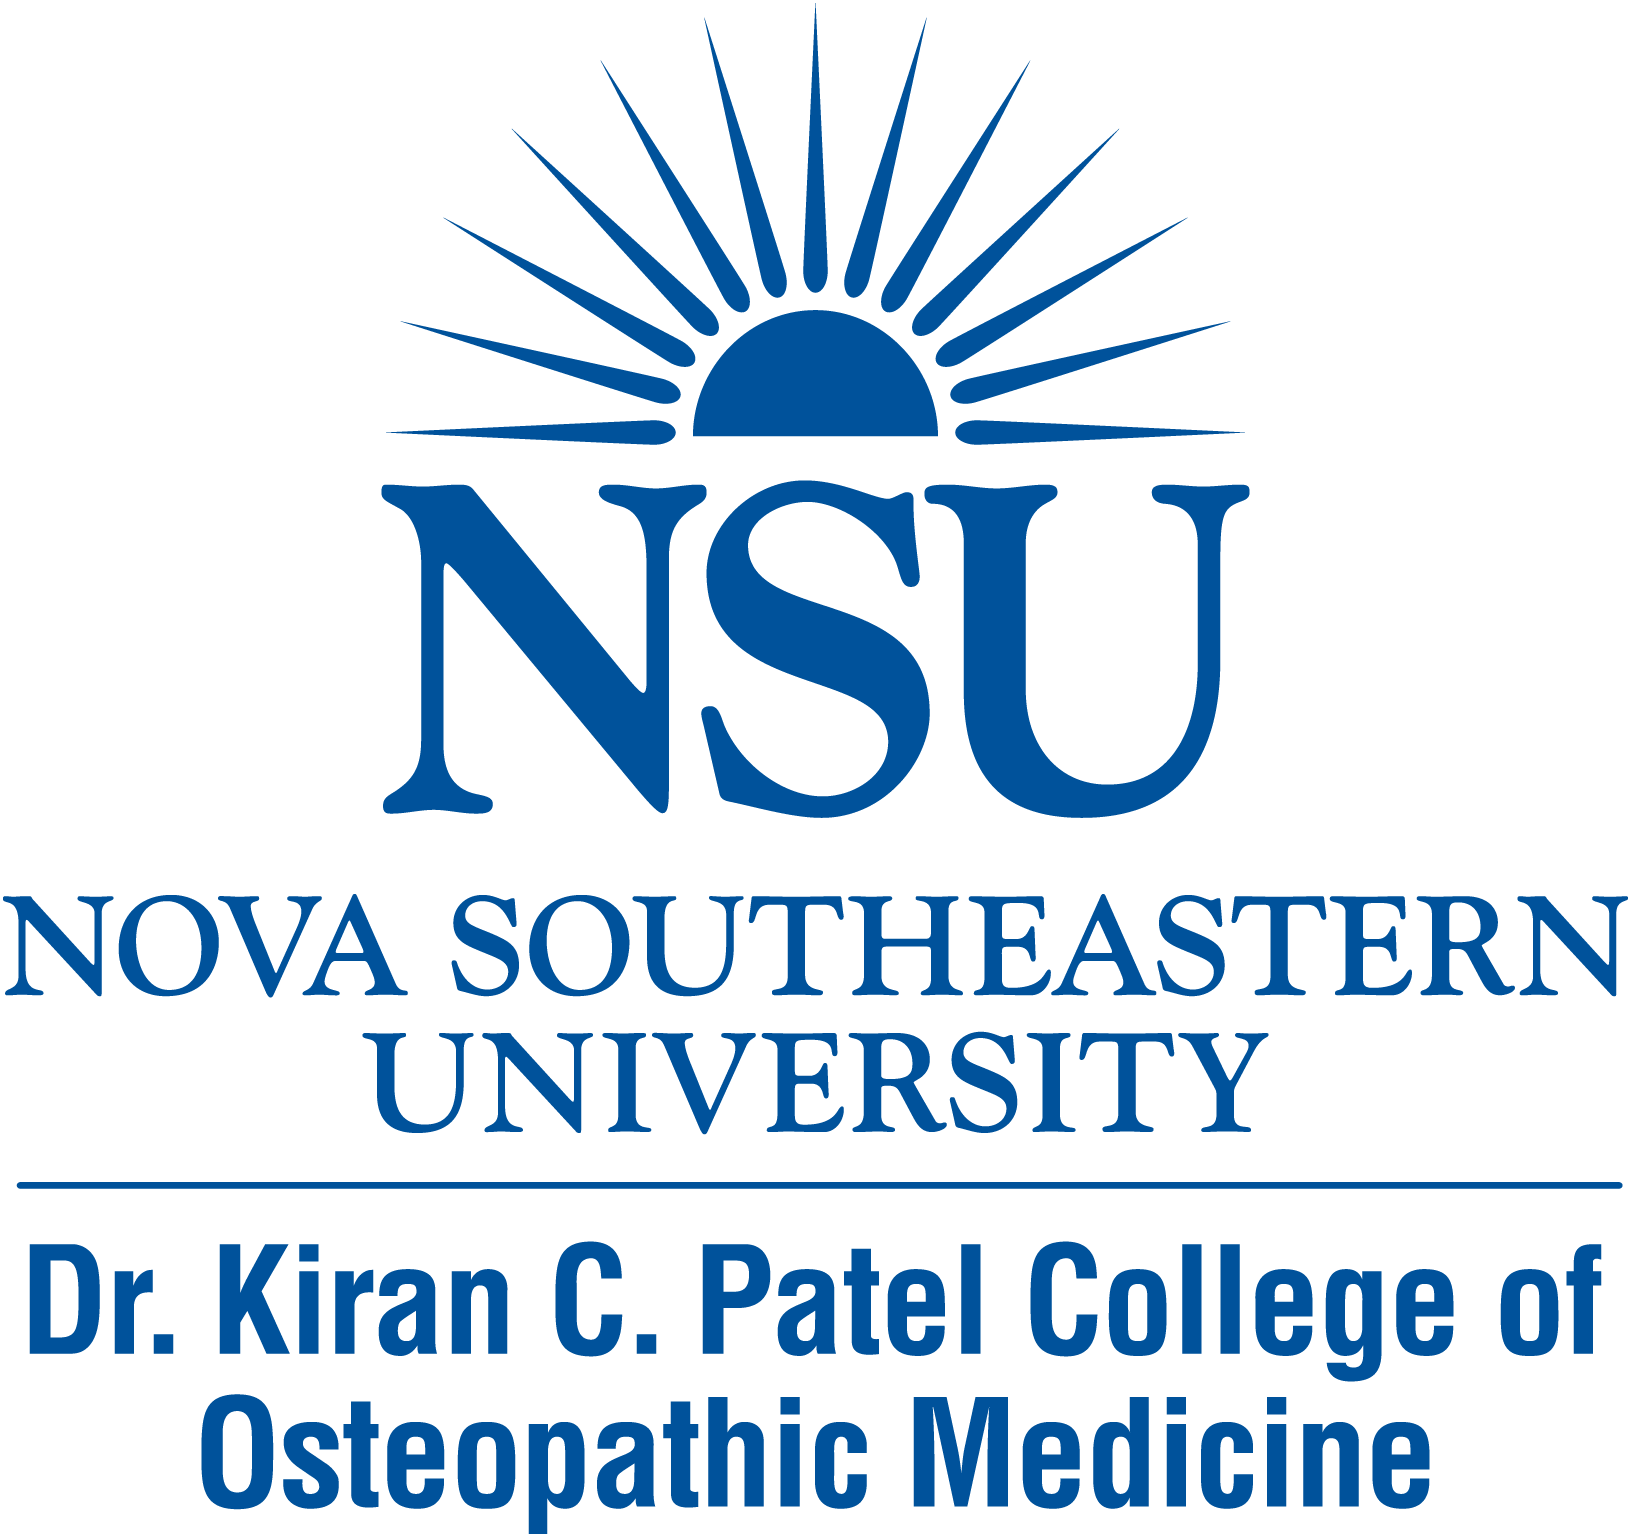 NSU
NOVA SOUTHEASTERN
UNIVERSITY
Dr. Kiran C. Patel College of
Osteopathic Medicine